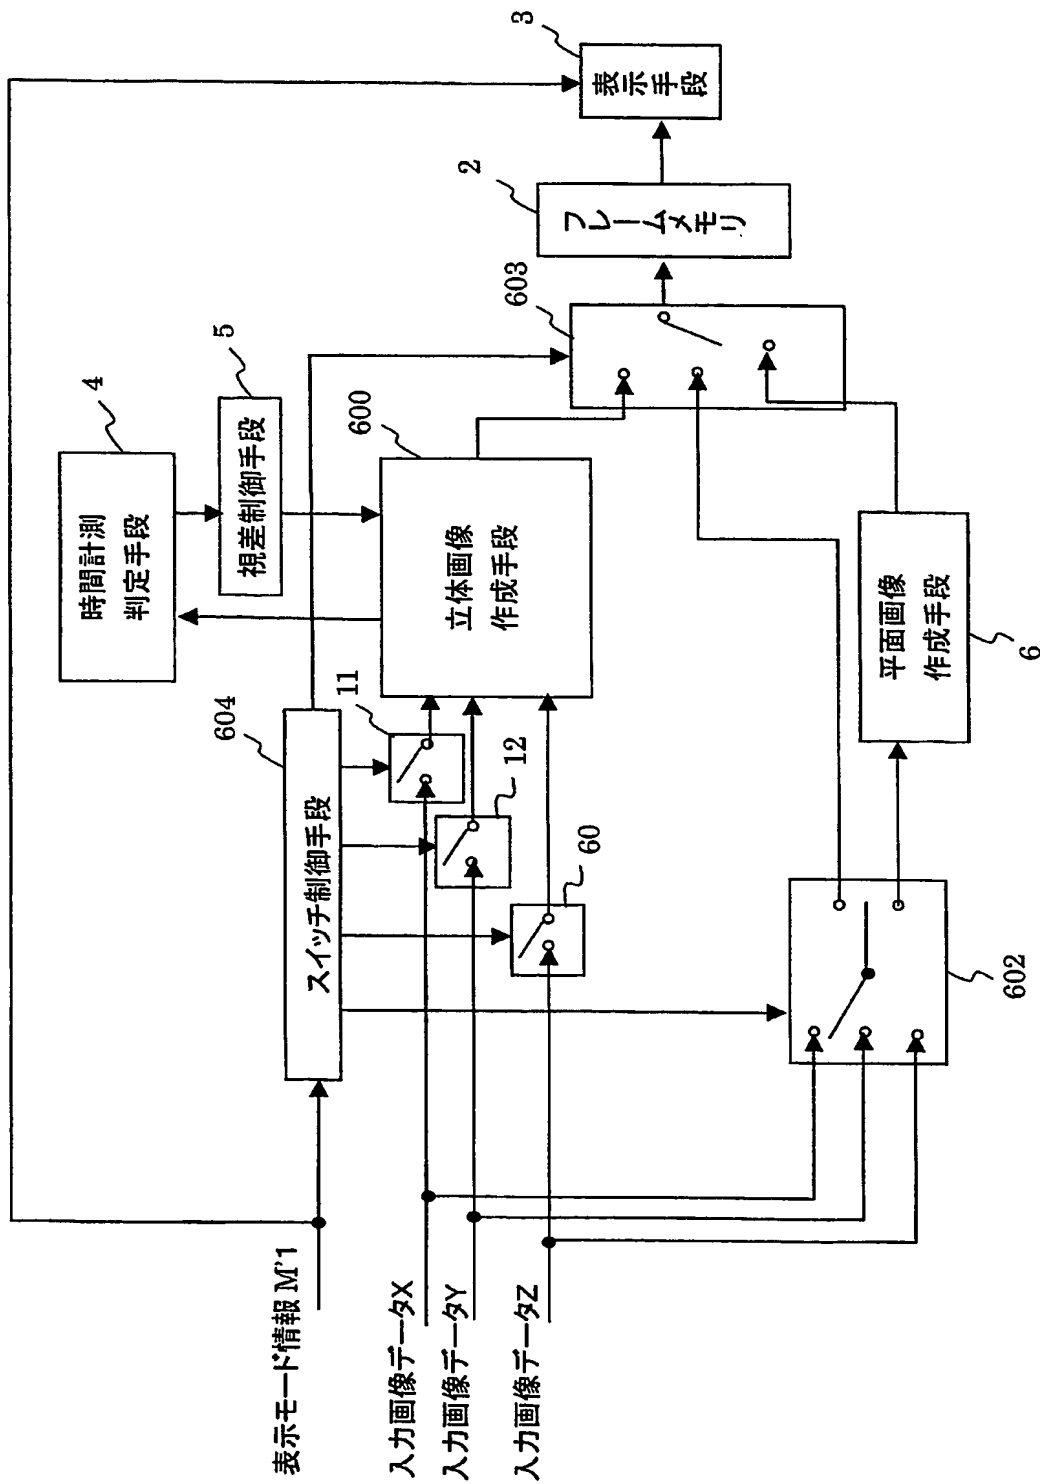 表示モード情報 M'1
入力画像データX
入力画像データY
入力画像データZ
スイッチ制御手段
604
11
12
60
602
時間計測
判定手段
4
視差制御手段
5
立体画像
作成手段
600
平面画像
作成手段
6
603
フレームメモリ
2
表示手段
3